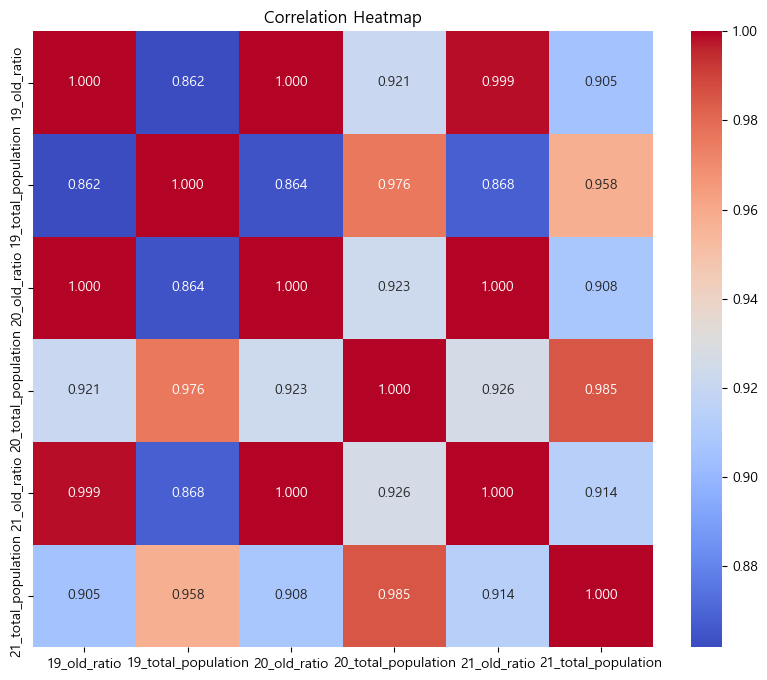 Correlation Heatmap
19_old_ratio
1.000 0.862 1.000 0.921 0.999 0.905
19_total_population
0.862 1.000 0.864 0.976 0.868 0.958
20_old_ratio
1.000 0.864 1.000 0.923 1.000 0.908
20_total_population
0.921 0.976 0.923 1.000 0.926 0.985
21_old_ratio
0.999 0.868 1.000 0.926 1.000 0.914
21_total_population
0.905 0.958 0.908 0.985 0.914 1.000
19_old_ratio 19_total_population 20_old_ratio 20_total_population 21_old_ratio 21_total_population
1.00
0.98
0.96
0.94
0.92
0.90
0.88